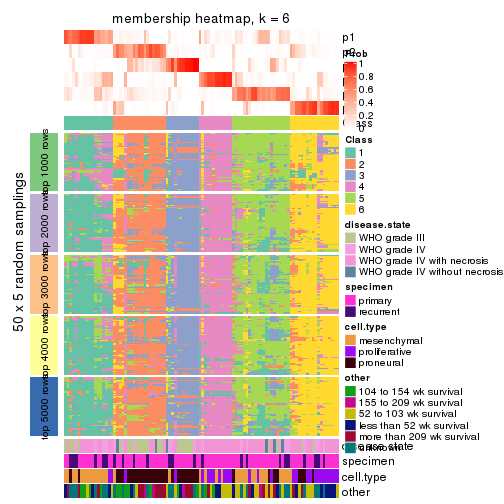 membership heatmap, k = 6
p1
p2
Prob
1
0.8
0.6
0.4
0.2
0
Class
1
2
3
4
5
6
50 x 5 random samplings
top 1000 rows
top 2000 rows
top 3000 rows
top 4000 rows
top 5000 rows
disease.state
WHO grade III
WHO grade IV
WHO grade IV with necrosis
WHO grade IV without necrosis
specimen
primary
recurrent
cell.type
mesenchymal
proliferative
proneural
other
104 to 154 wk survival
155 to 209 wk survival
52 to 103 wk survival
less than 52 wk survival
more than 209 wk survival
unknown
disease.state
specimen
cell.type
other